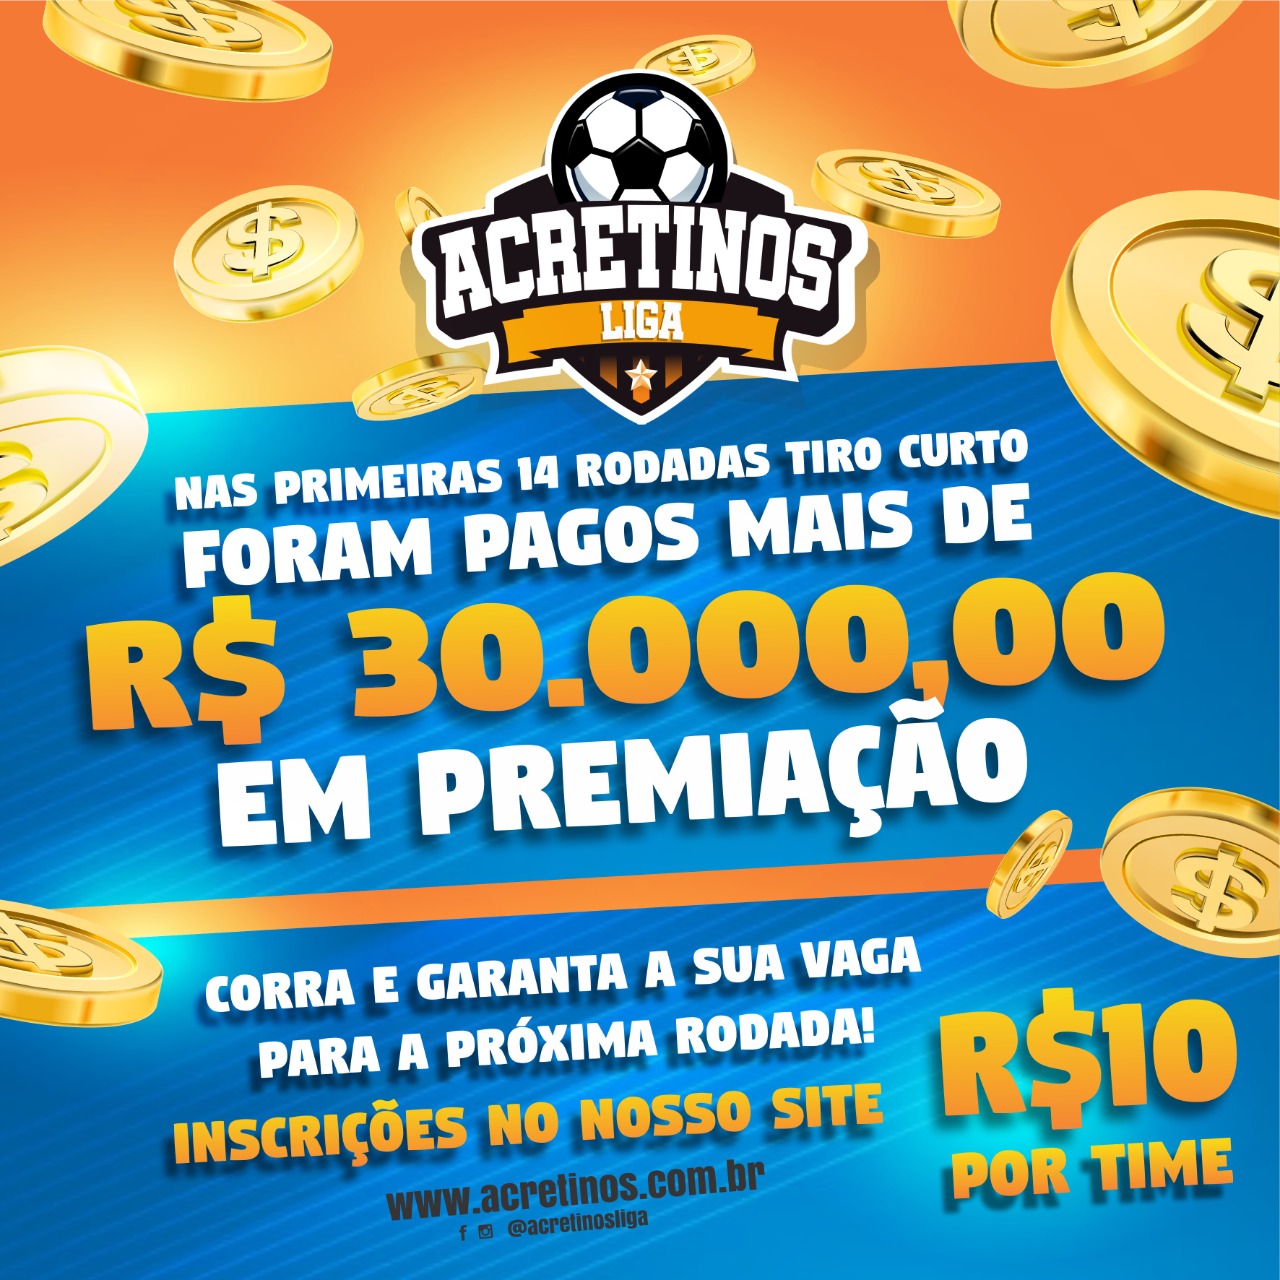 ACRETINOS
LIGA
NAS PRIMEIRAS 14 RODADAS TIRO CURTO
FORAM PAGOS MAIS DE
R$ 30.000,00
EM PREMIAÇÃO
CORRA E GARANTA A SUA VAGA
PARA A PRÓXIMA RODADA!
INSCRIÇÕES NO NOSSO SITE
www.acretinos.com.br
@acretinosliga
R$10
POR TIME